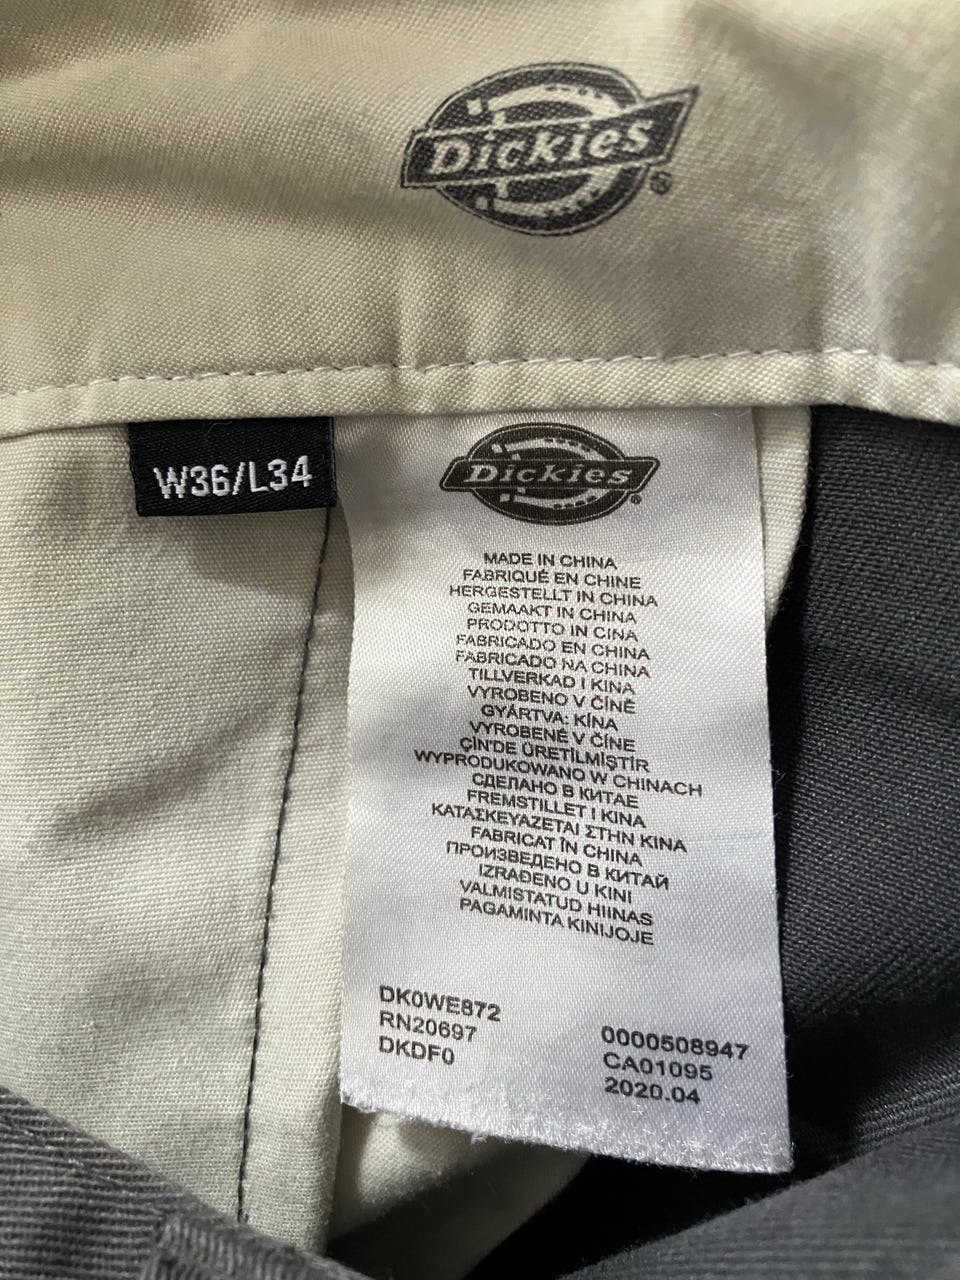 Dickies®
W36/L34
Dickies®
MADE IN CHINA
FABRIQUÉ EN CHINE
HERGESTELLT IN CHINA
GEMAAKT IN CHINA
PRODOTTO IN CINA
FABRICADO EN CHINA
FABRICADO NA CHINA
TILLVERKAD I KINA
VYROBENO V ČÍNĚ
GYÁRTVA: KÍNA
VYROBENÉ V ČÍNE
ÇİN'DE ÜRETİLMİŞTİR
WYPRODUKOWANO W CHINACH
СДЕЛАНО В КИТАЕ
FREMSTILLET I KINA
ΚΑΤΑΣΚΕΥΑΖΕΤΑΙ ΣΤΗΝ ΚΙΝΑ
FABRICAT ÎN CHINA
ПРОИЗВЕДЕНО В КИТАЙ
IZRAĐENO U KINI
VALMISTATUD HIINAS
PAGAMINTA KINIJOJE
DK0WE872
RN20697
DKDF0
0000508947
CA01095
2020.04